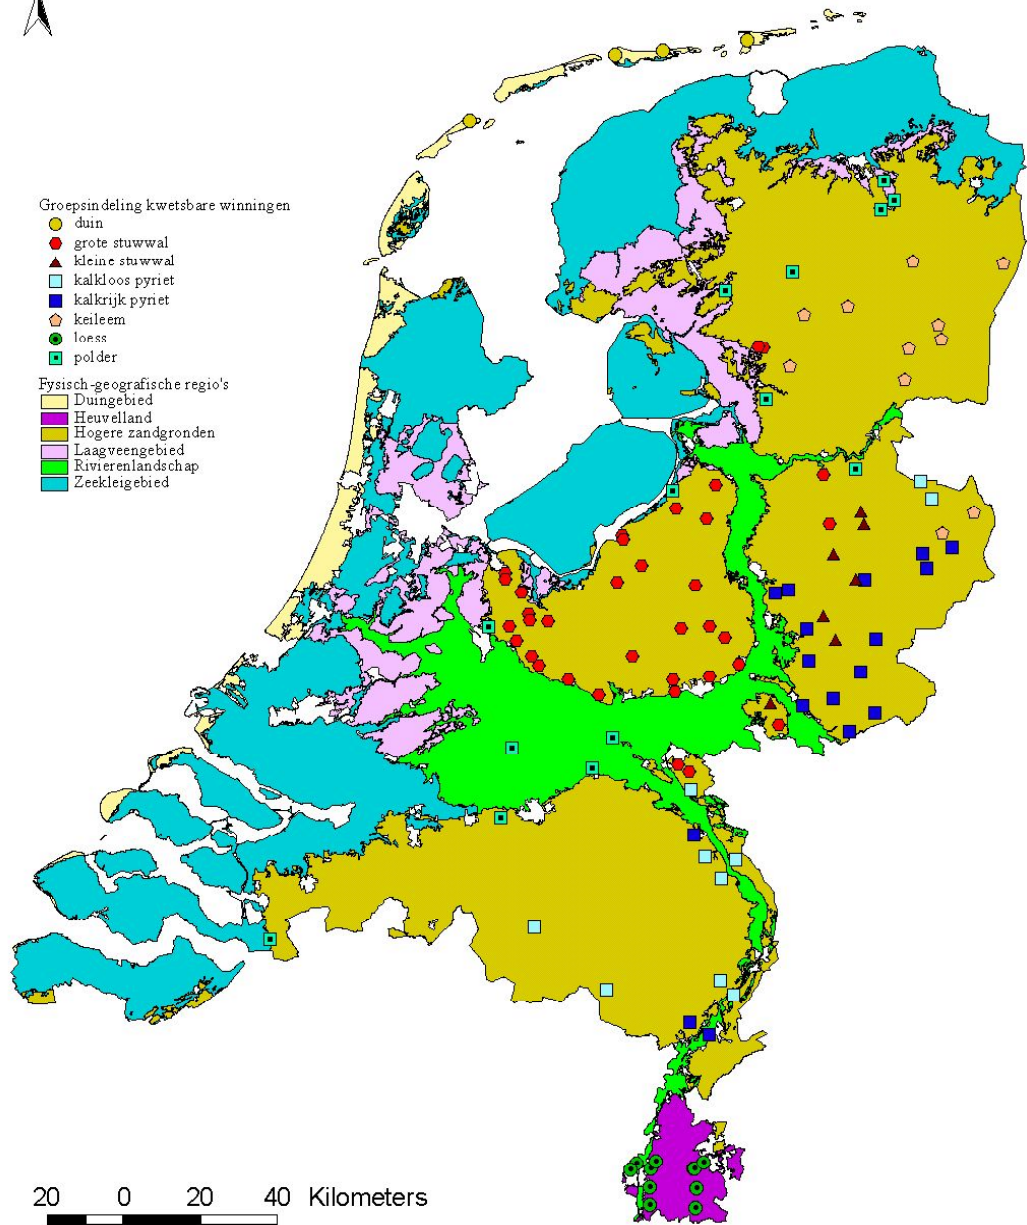 Groepsindeling kwetsbare winningen
duin
grote stuwwal
kleine stuwwal
kalkloos pyriet
kalkrijk pyriet
keileem
loess
polder
Fysisch-geografische regio's
Duingebied
Heuvelland
Hogere zandgronden
Laagveengebied
Rivierenlandschap
Zeekleigebied
20 0 20 40 Kilometers